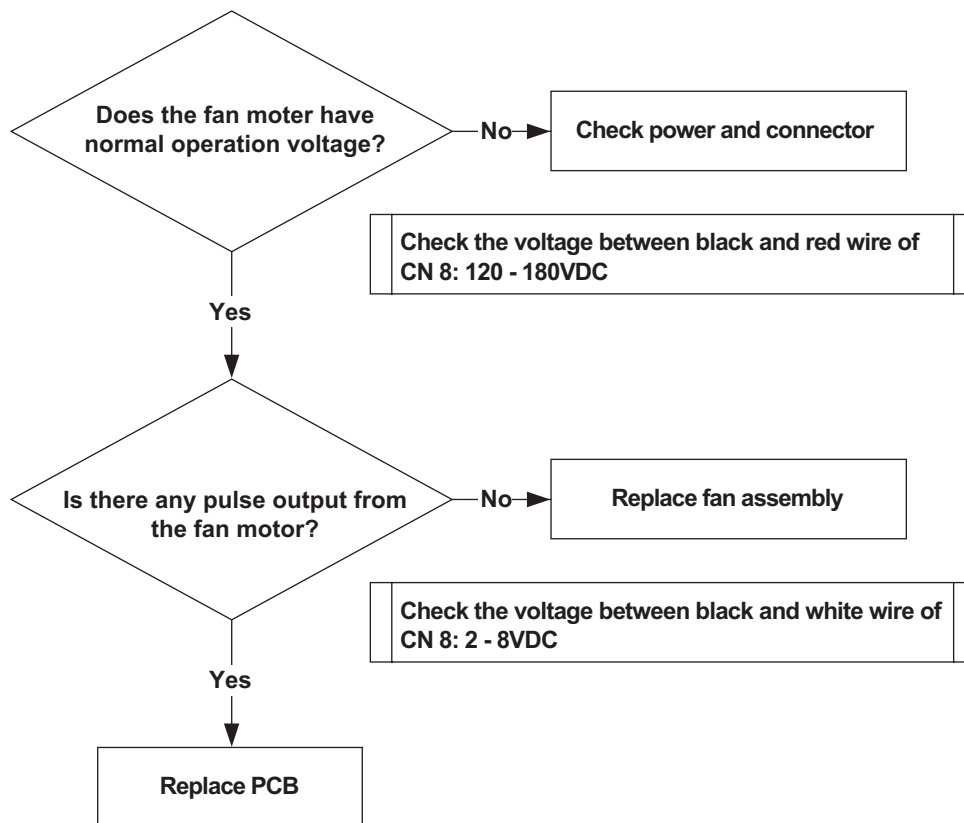 Does the fan moter have
normal operation voltage?
No
Check power and connector
Check the voltage between black and red wire of
CN 8: 120 - 180VDC
Yes
Is there any pulse output from
the fan motor?
No
Replace fan assembly
Check the voltage between black and white wire of
CN 8: 2 - 8VDC
Yes
Replace PCB